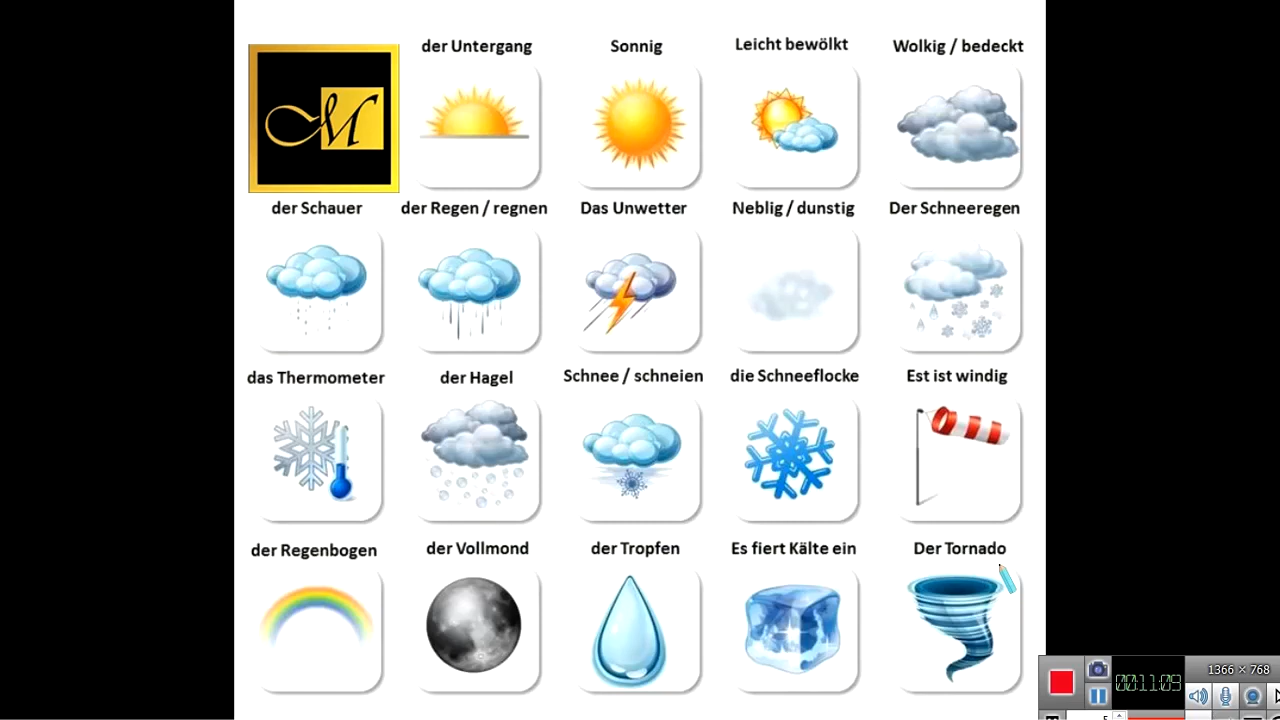 der Untergang
Sonnig
Leicht bewölkt
Wolkig / bedeckt
M
der Schauer
der Regen / regnen
Das Unwetter
Neblig / dunstig
Der Schneeregen
das Thermometer
der Hagel
Schnee / schneien
die Schneeflocke
Est ist windig
der Regenbogen
der Vollmond
der Tropfen
Es fiert Kälte ein
Der Tornado
1366 × 768
00:11:09
5